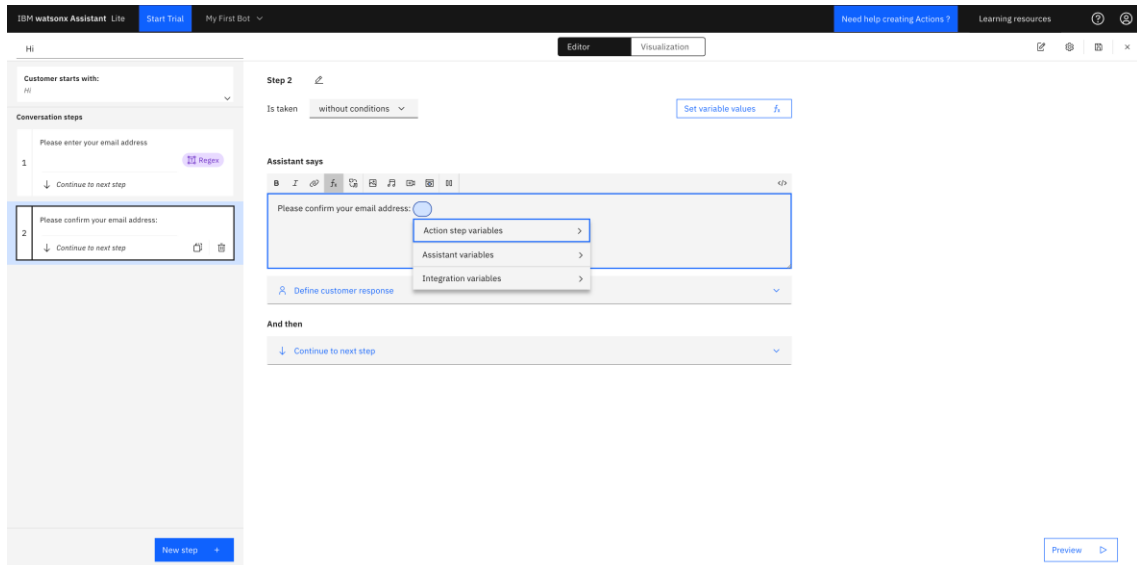 IBM watsonx Assistant Lite
Start Trial
My First Bot
Need help creating Actions ?
Learning resources
Hi
Editor
Visualization
Customer starts with:
Hi
Conversation steps
1
Please enter your email address
Regex
Continue to next step
2
Please confirm your email address:
Continue to next step
New step +
Step 2
Is taken
without conditions
Set variable values fx
Assistant says
B I fx </>
Please confirm your email address:
Action step variables
Assistant variables
Integration variables
Define customer response
And then
Continue to next step
Preview